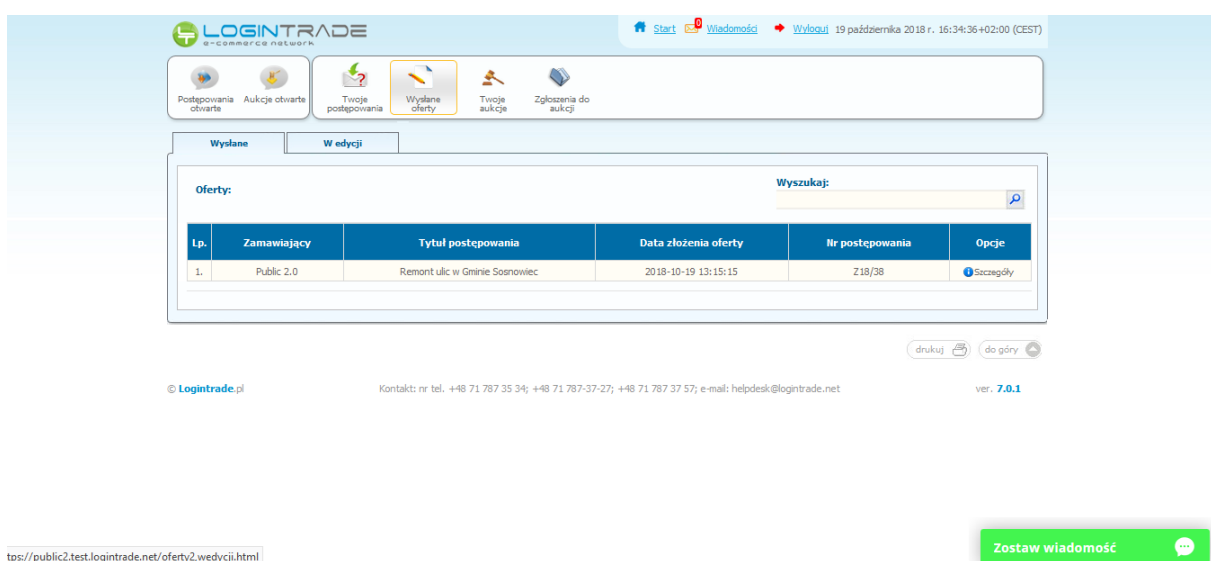 LOGINTRADE
e-commerce network
Start 0 Wiadomości Wyloguj 19 października 2018 r. 16:34:36+02:00 (CEST)
Postępowania otwarte
Aukcje otwarte
Twoje postępowania
Wysłane oferty
Twoje aukcje
Zgłoszenia do aukcji
Wysłane W edycji
Oferty: Wyszukaj:
Lp. Zamawiający Tytuł postępowania Data złożenia oferty Nr postępowania Opcje
1. Public 2.0 Remont ulic w Gminie Sosnowiec 2018-10-19 13:15:15 Z18/38 Szczegóły
drukuj do góry
© Logintrade.pl Kontakt: nr tel. +48 71 787 35 34; +48 71 787-37-27; +48 71 787 37 57; e-mail: helpdesk@logintrade.net ver. 7.0.1
Zostaw wiadomość
tps://public2.test.logintrade.net/oferty2,wedycji.html